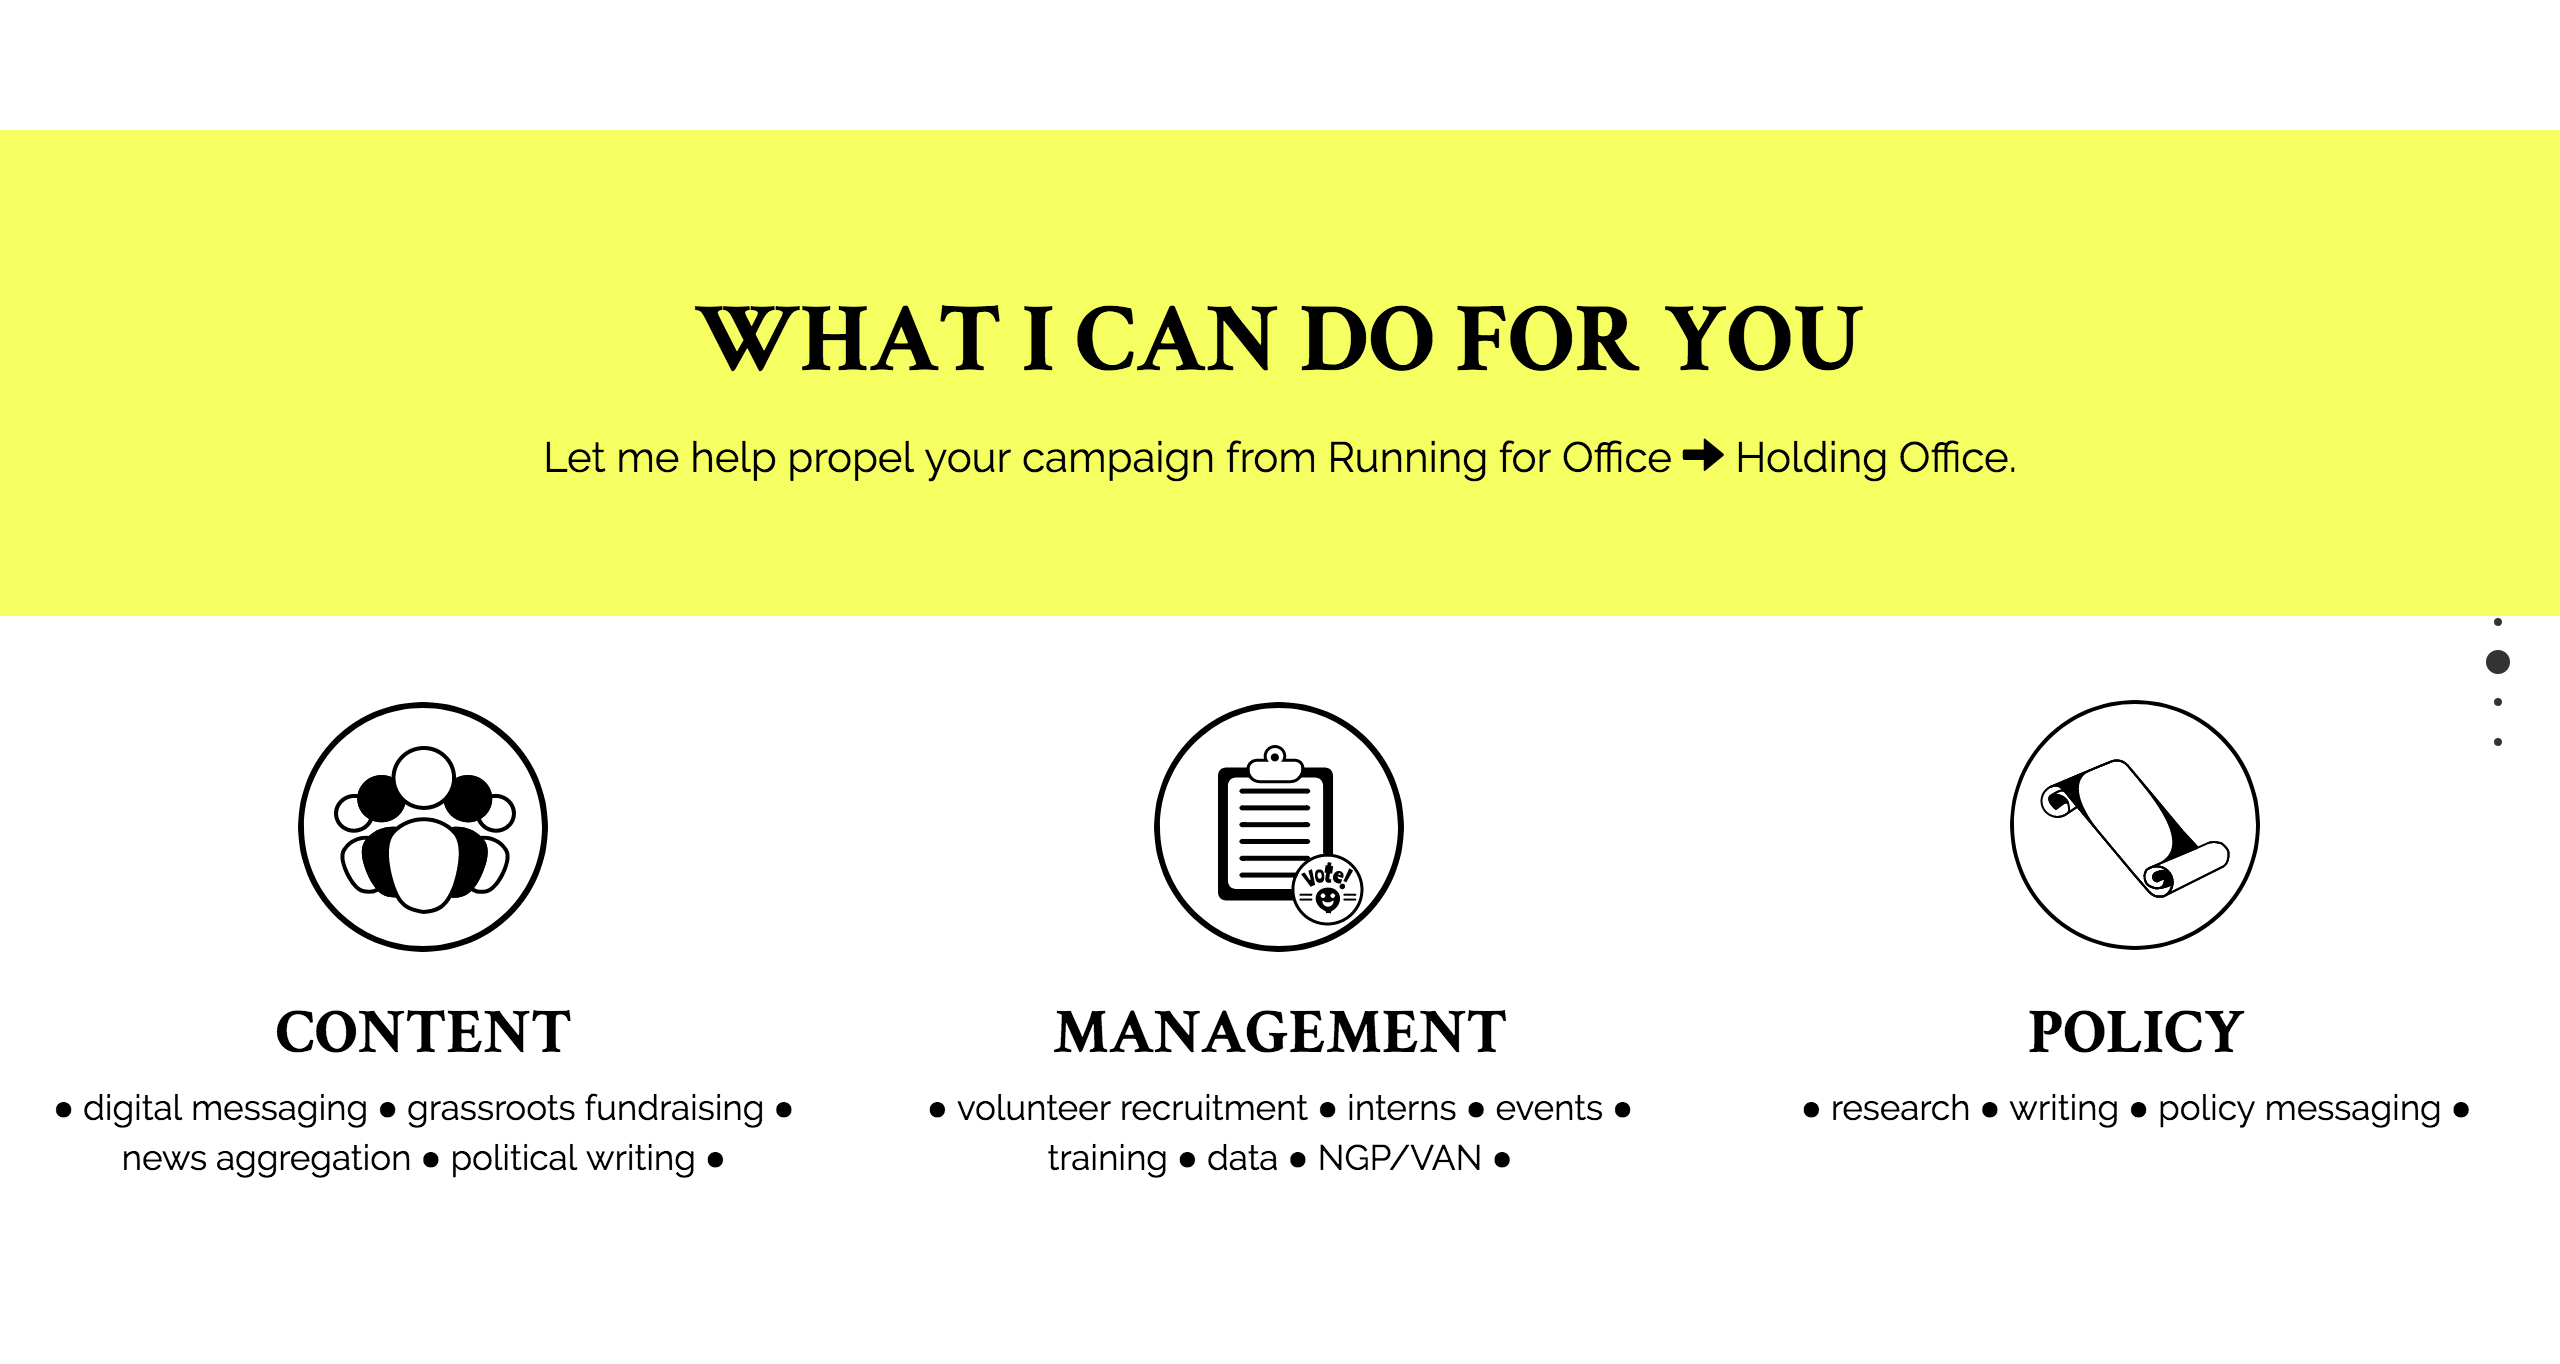 WHAT I CAN DO FOR YOU
Let me help propel your campaign from Running for Office ➡ Holding Office.
Vote!
CONTENT
● digital messaging ● grassroots fundraising ●
news aggregation ● political writing ●
MANAGEMENT
● volunteer recruitment ● interns ● events ●
training ● data ● NGP/VAN ●
POLICY
● research ● writing ● policy messaging ●